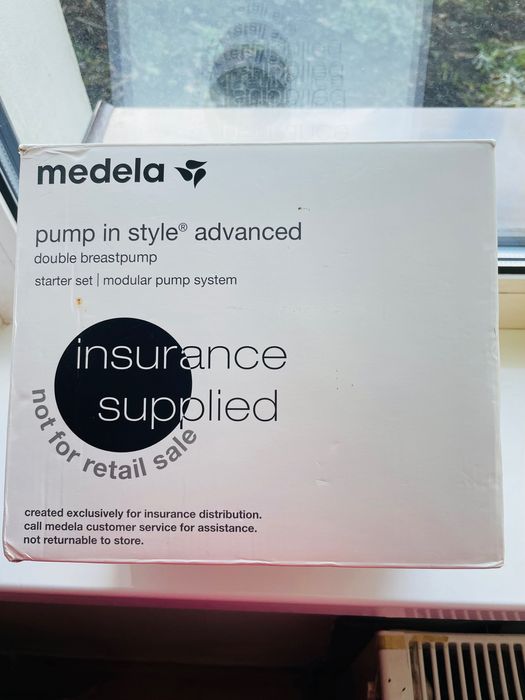 medela
pump in style® advanced
double breastpump
starter set | modular pump system
insurance
supplied
not for retail sale
created exclusively for insurance distribution.
call medela customer service for assistance.
not returnable to store.